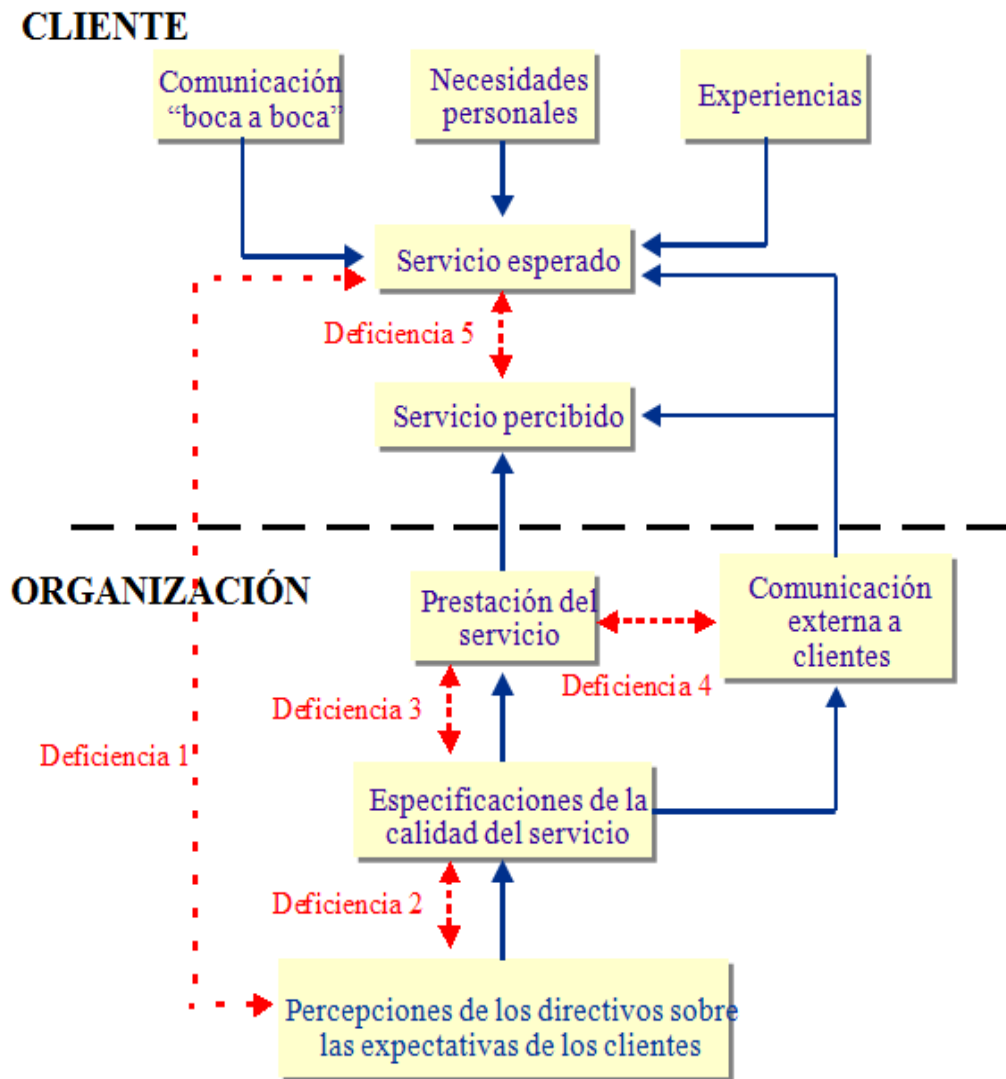 CLIENTE
Comunicación
“boca a boca”
Necesidades
personales
Experiencias
Servicio esperado
Deficiencia 5
Servicio percibido
ORGANIZACIÓN
Prestación del
servicio
Comunicación
externa a
clientes
Deficiencia 4
Deficiencia 3
Deficiencia 1
Especificaciones de la
calidad del servicio
Deficiencia 2
Percepciones de los directivos sobre
las expectativas de los clientes